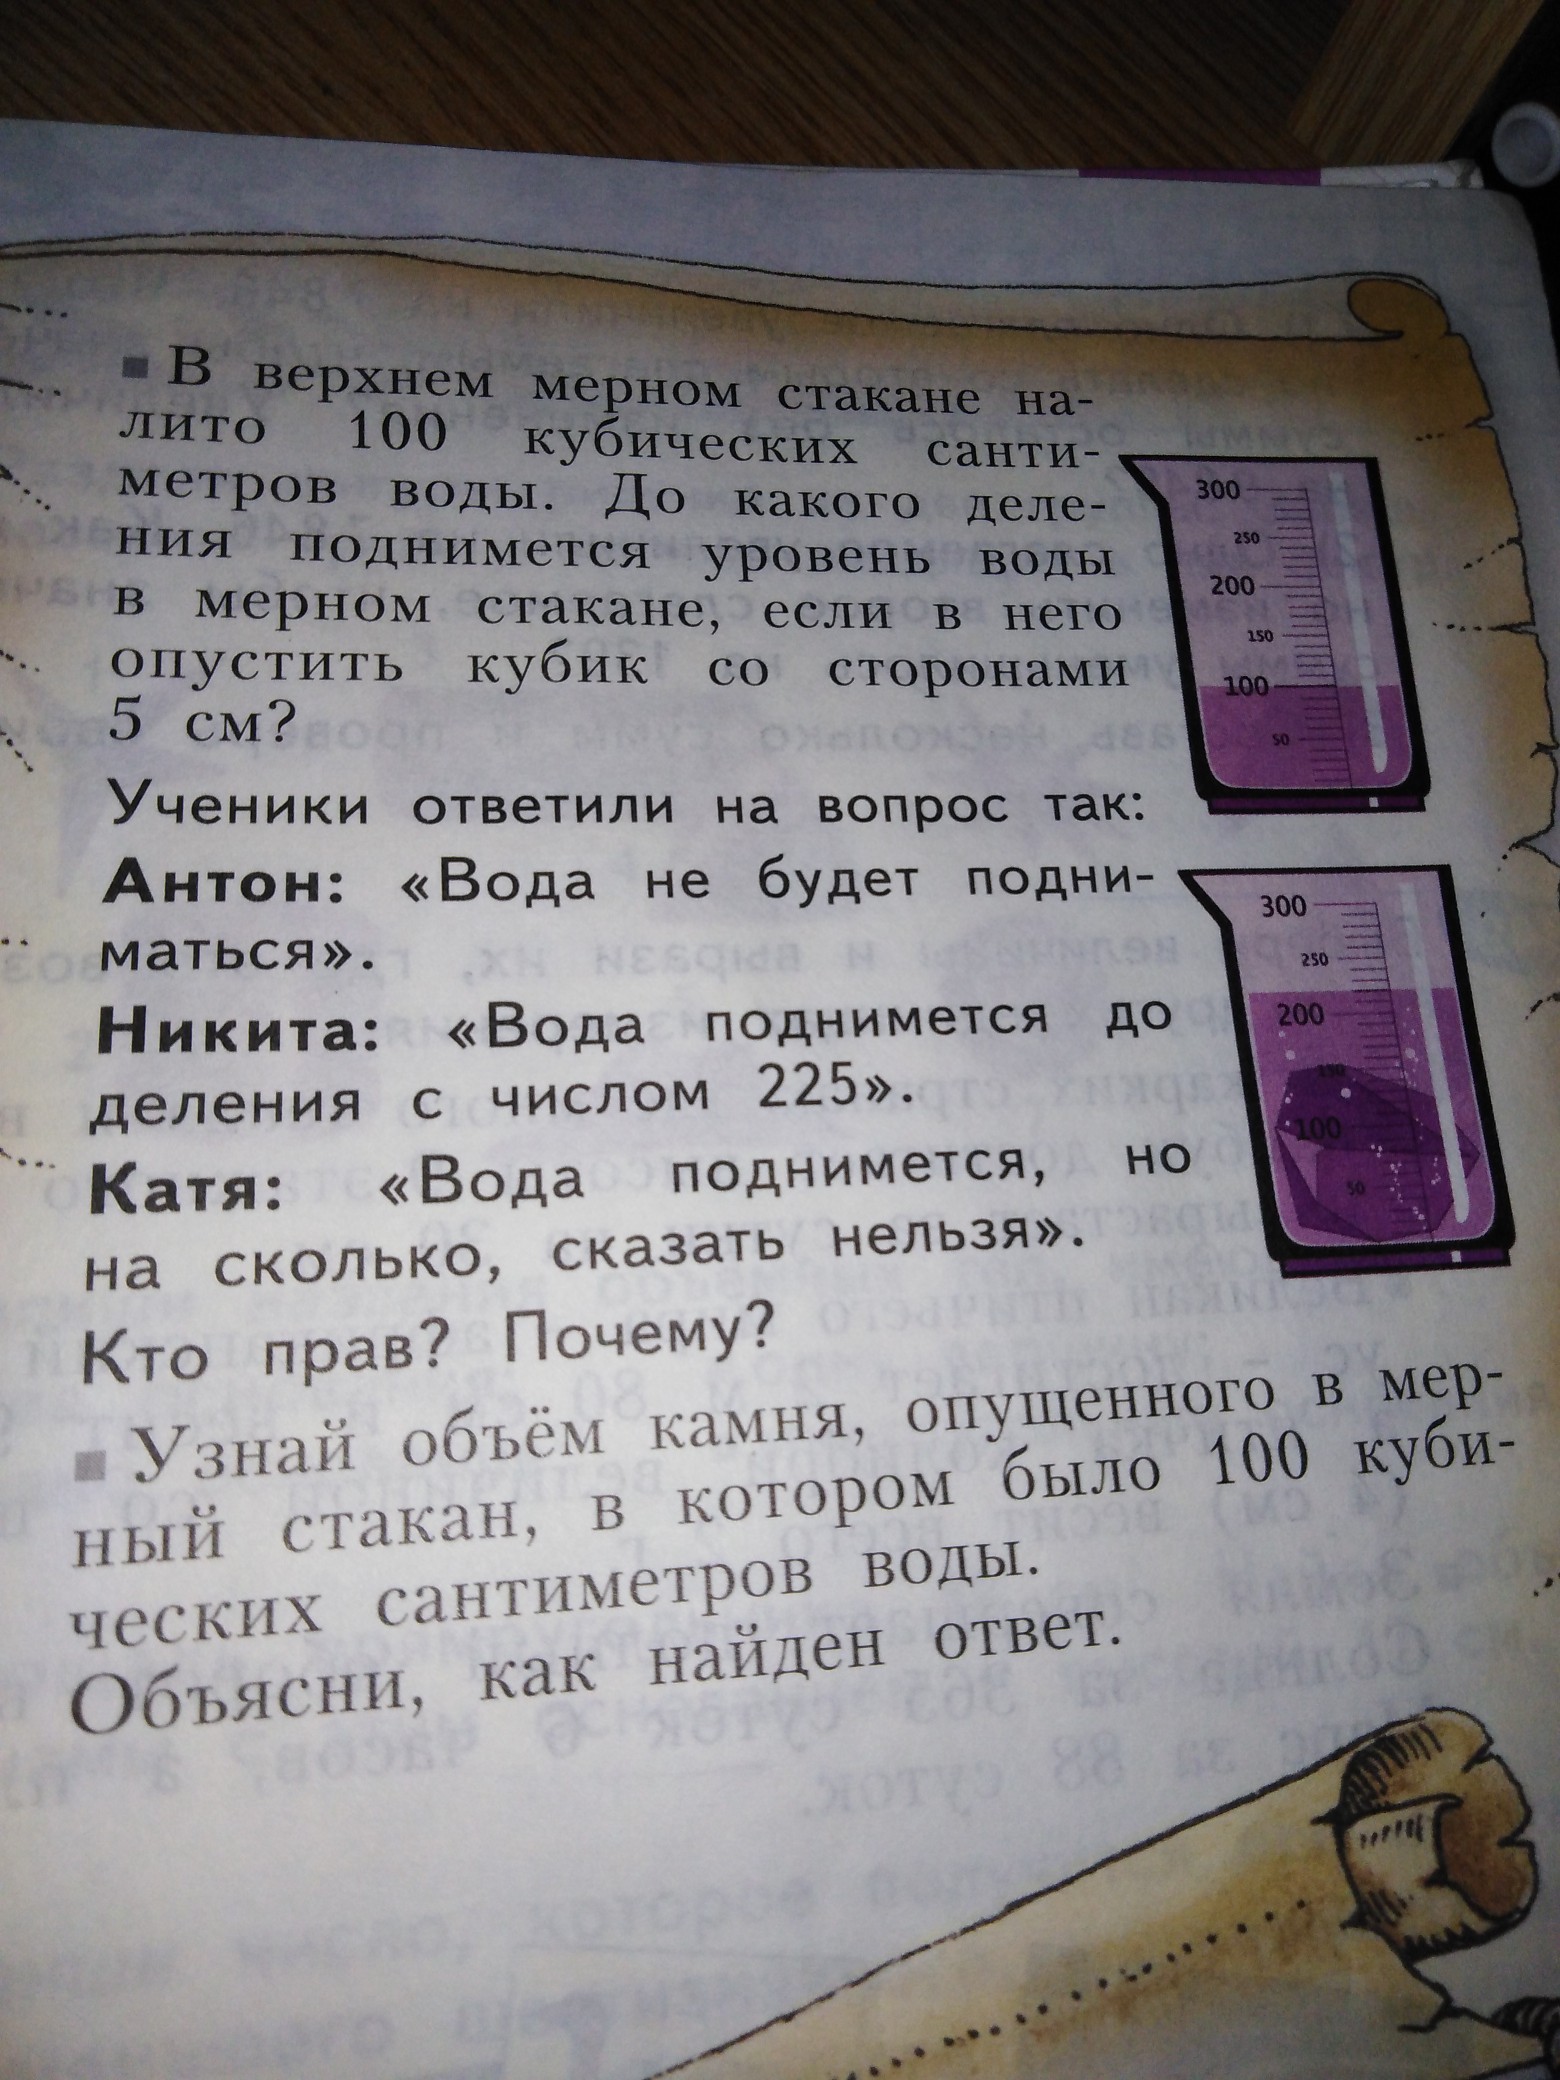 В верхнем мерном стакане на-
лито 100 кубических санти-
метров воды. До какого деле-
ния поднимется уровень воды
в мерном стакане, если в него
опустить кубик со сторонами
5 см?
Ученики ответили на вопрос так:
Антон: «Вода не будет подни-
маться».
Никита: «Вода поднимется до
деления с числом 225».
Катя: «Вода поднимется, но
на сколько, сказать нельзя».
Кто прав? Почему?
Узнай объём камня, опущенного в мер-
ный стакан, в котором было 100 куби-
ческих сантиметров воды.
Объясни, как найден ответ.
300
250
200
150
100
50
300
250
200
150
100
50